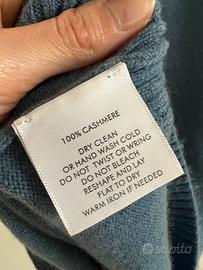 100% CASHMERE
DRY CLEAN
OR HAND WASH COLD
DO NOT TWIST OR WRING
DO NOT BLEACH
RESHAPE AND LAY
FLAT TO DRY
WARM IRON IF NEEDED
subito